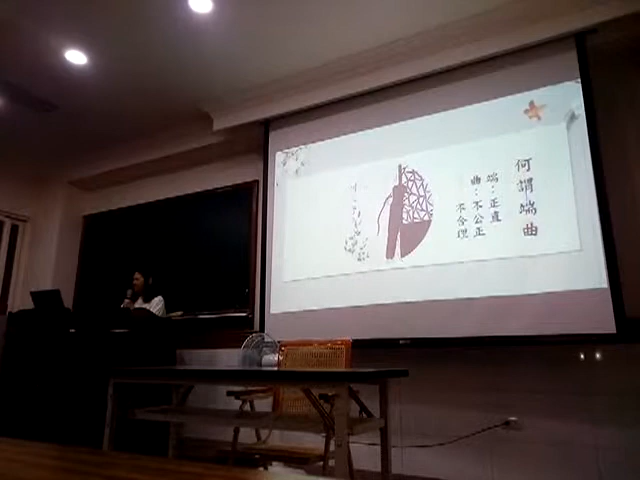 何謂端曲
端：正直
曲：不公正
不合理